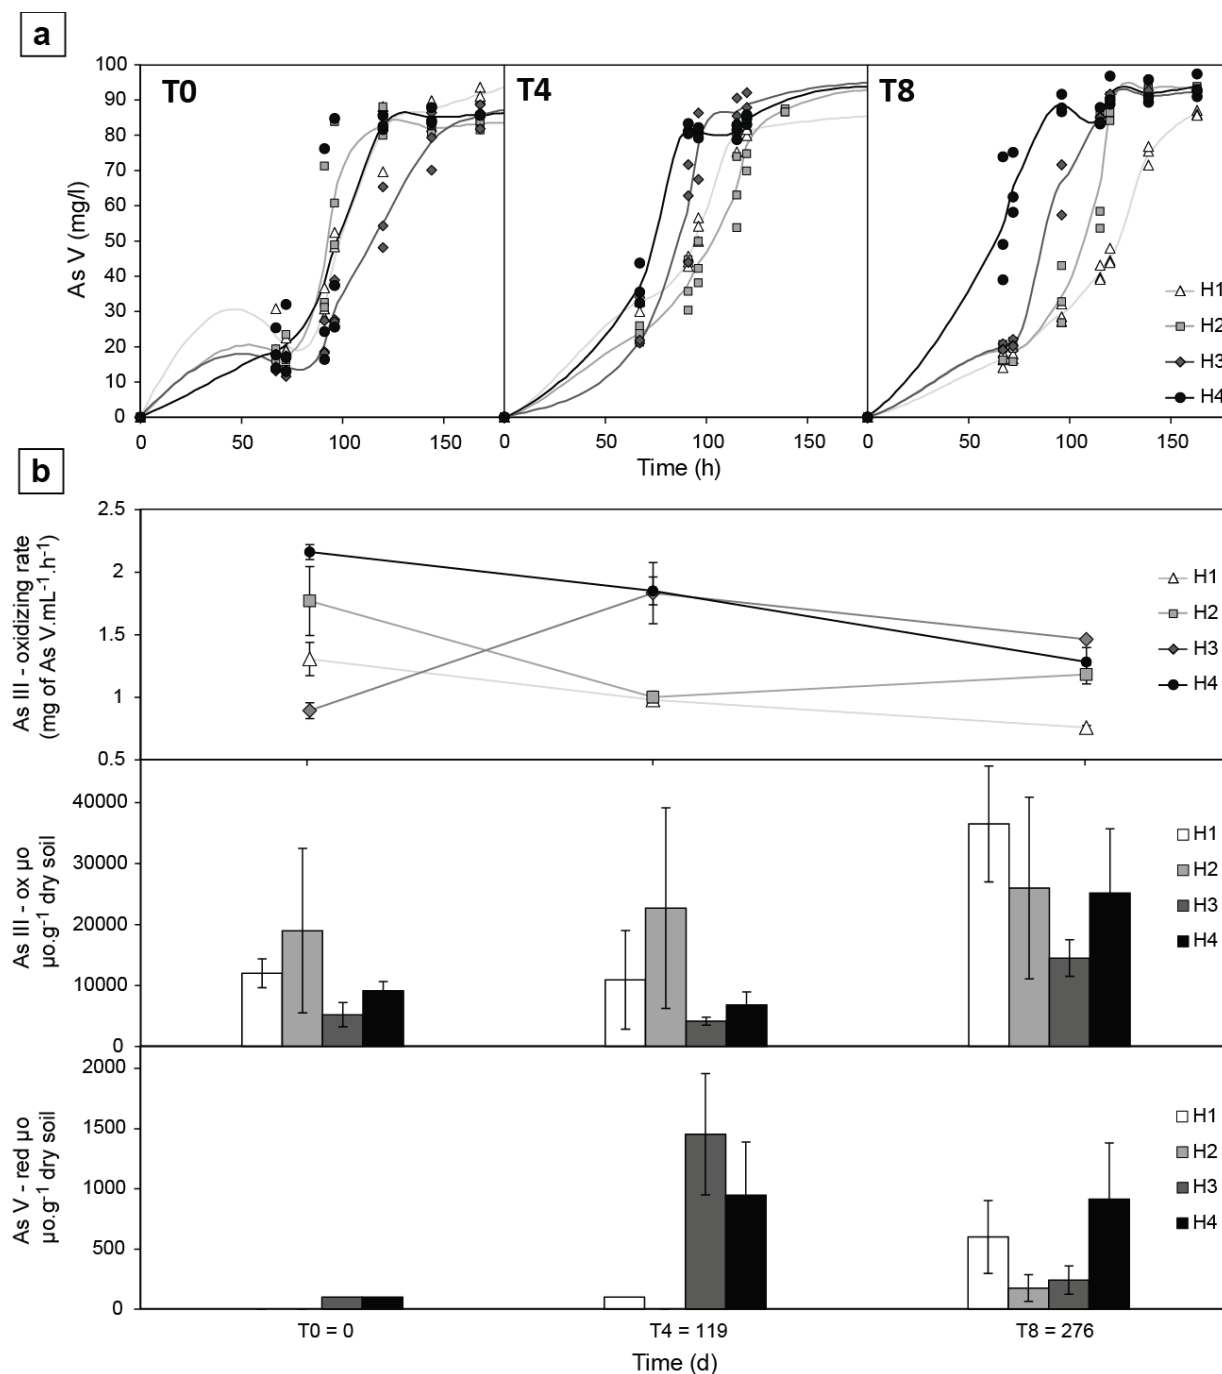 a
T0
T4
T8
As V (mg/l)
100
90
80
70
60
50
40
30
20
10
0
H1
H2
H3
H4
0 50 100 150 0 50 100 150 0 50 100 150
Time (h)
b
As III - oxidizing rate
(mg of As V.mL⁻¹.h⁻¹)
2.5
2
1.5
1
0.5
H1
H2
H3
H4
As III - ox µo
µo.g⁻¹ dry soil
40000
30000
20000
10000
0
H1
H2
H3
H4
As V - red µo
µo.g⁻¹ dry soil
2000
1500
1000
500
0
H1
H2
H3
H4
T0 = 0 T4 = 119 T8 = 276
Time (d)